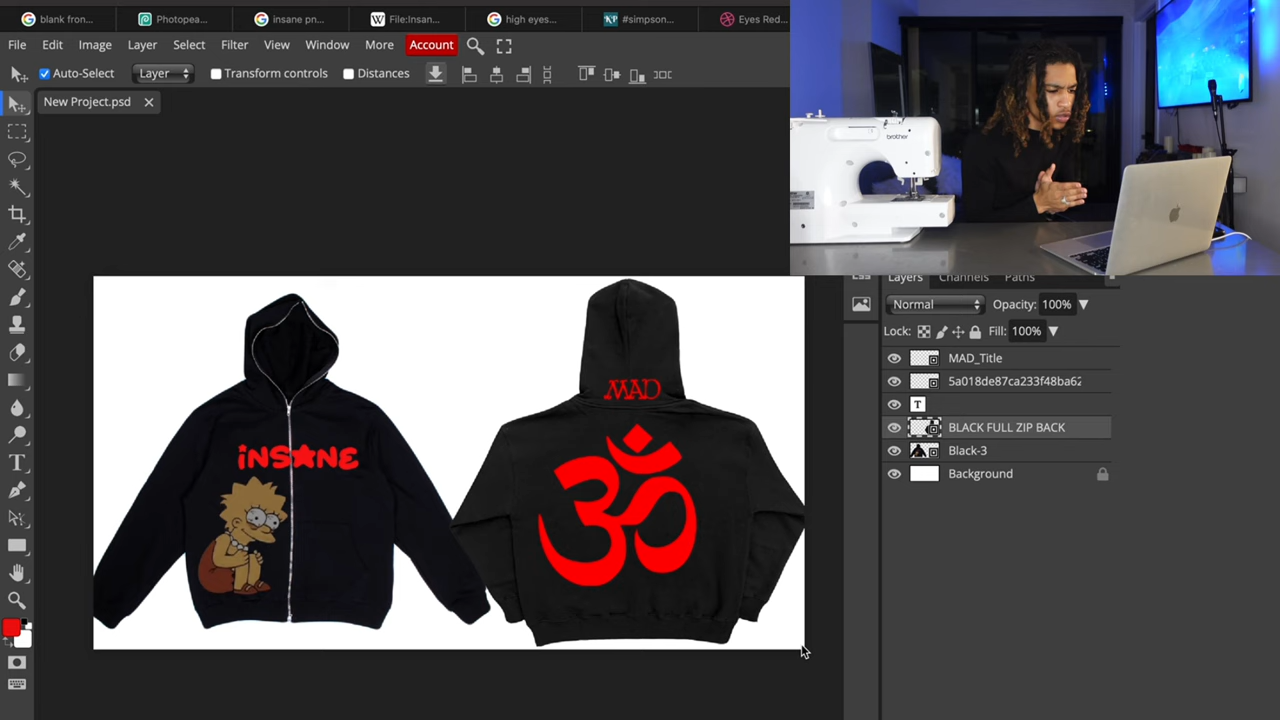 blank fron...
Photopea...
insane pn...
File:Insan...
high eyes...
#simpson...
Eyes Red...
File Edit Image Layer Select Filter View Window More Account
Auto-Select Layer Transform controls Distances
New Project.psd
brother
Layers Channels Paths
Normal Opacity: 100%
Lock: Fill: 100%
MAD_Title
5a018de87ca233f48ba62
T
BLACK FULL ZIP BACK
Black-3
Background
MAD
ॐ
iNSANE